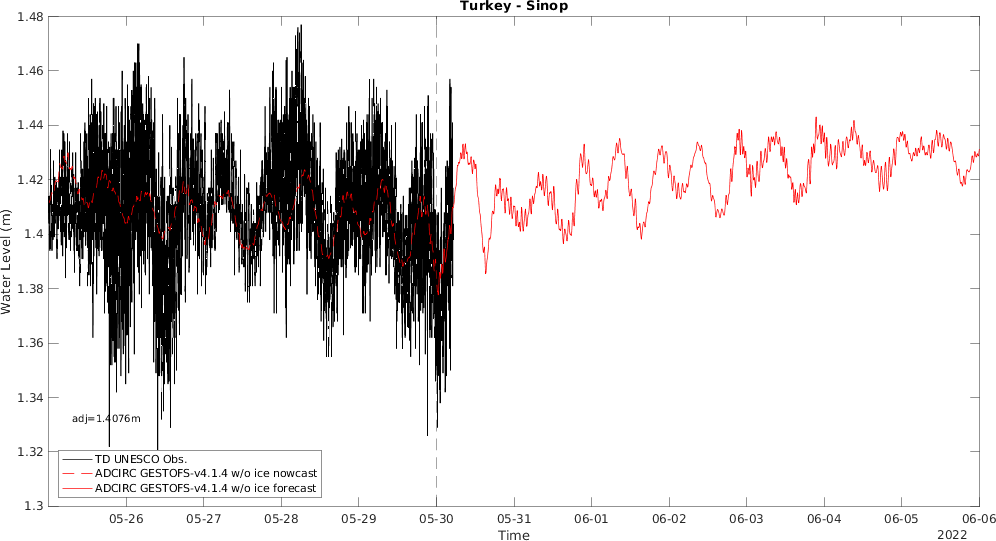 Turkey - Sinop
1.48
1.46
1.44
1.42
1.4
1.38
1.36
1.34
1.32
1.3
Water Level (m)
adj=1.4076m
TD UNESCO Obs.
ADCIRC GESTOFS-v4.1.4 w/o ice nowcast
ADCIRC GESTOFS-v4.1.4 w/o ice forecast
05-26 05-27 05-28 05-29 05-30 05-31 06-01 06-02 06-03 06-04 06-05 06-06
Time
2022